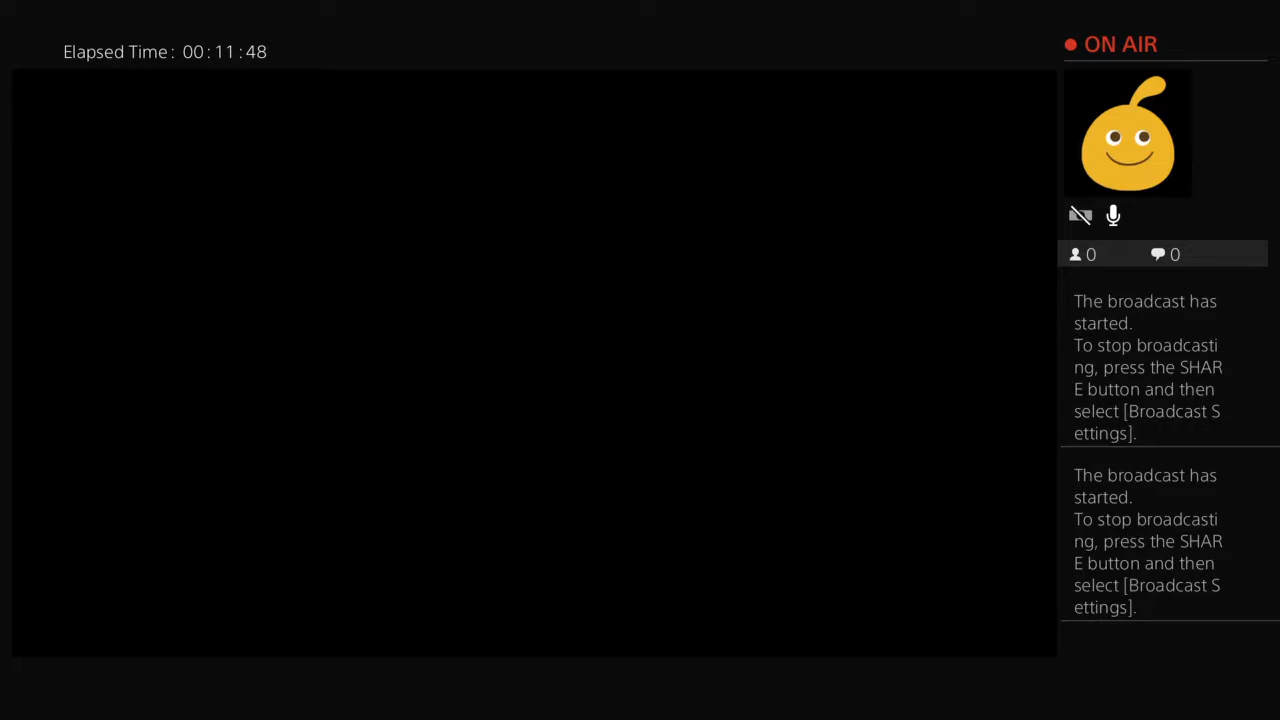 Elapsed Time: 00:11:48
ON AIR
0 0
The broadcast has
started.
To stop broadcasti
ng, press the SHAR
E button and then
select [Broadcast S
ettings].
The broadcast has
started.
To stop broadcasti
ng, press the SHAR
E button and then
select [Broadcast S
ettings].